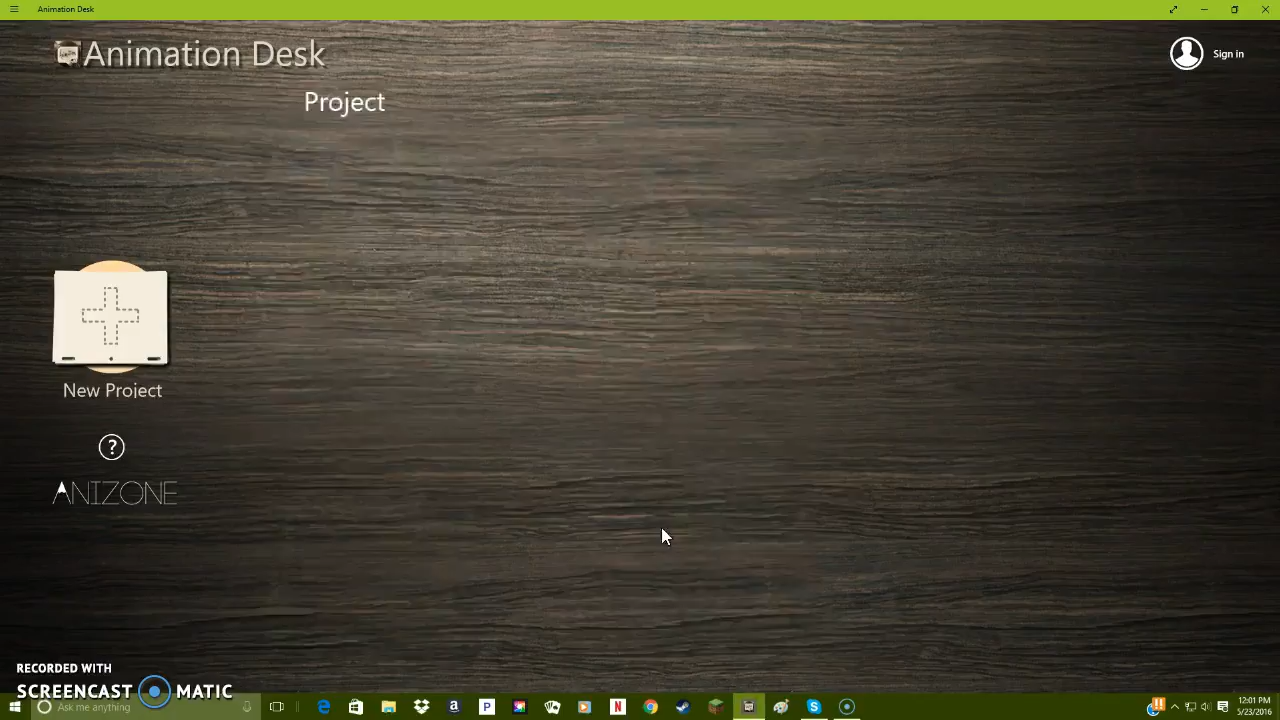 Animation Desk
Animation Desk
Sign in
Project
New Project
?
ANIZONE
RECORDED WITH
SCREENCAST MATIC
Ask me anything
12:01 PM
5/23/2016